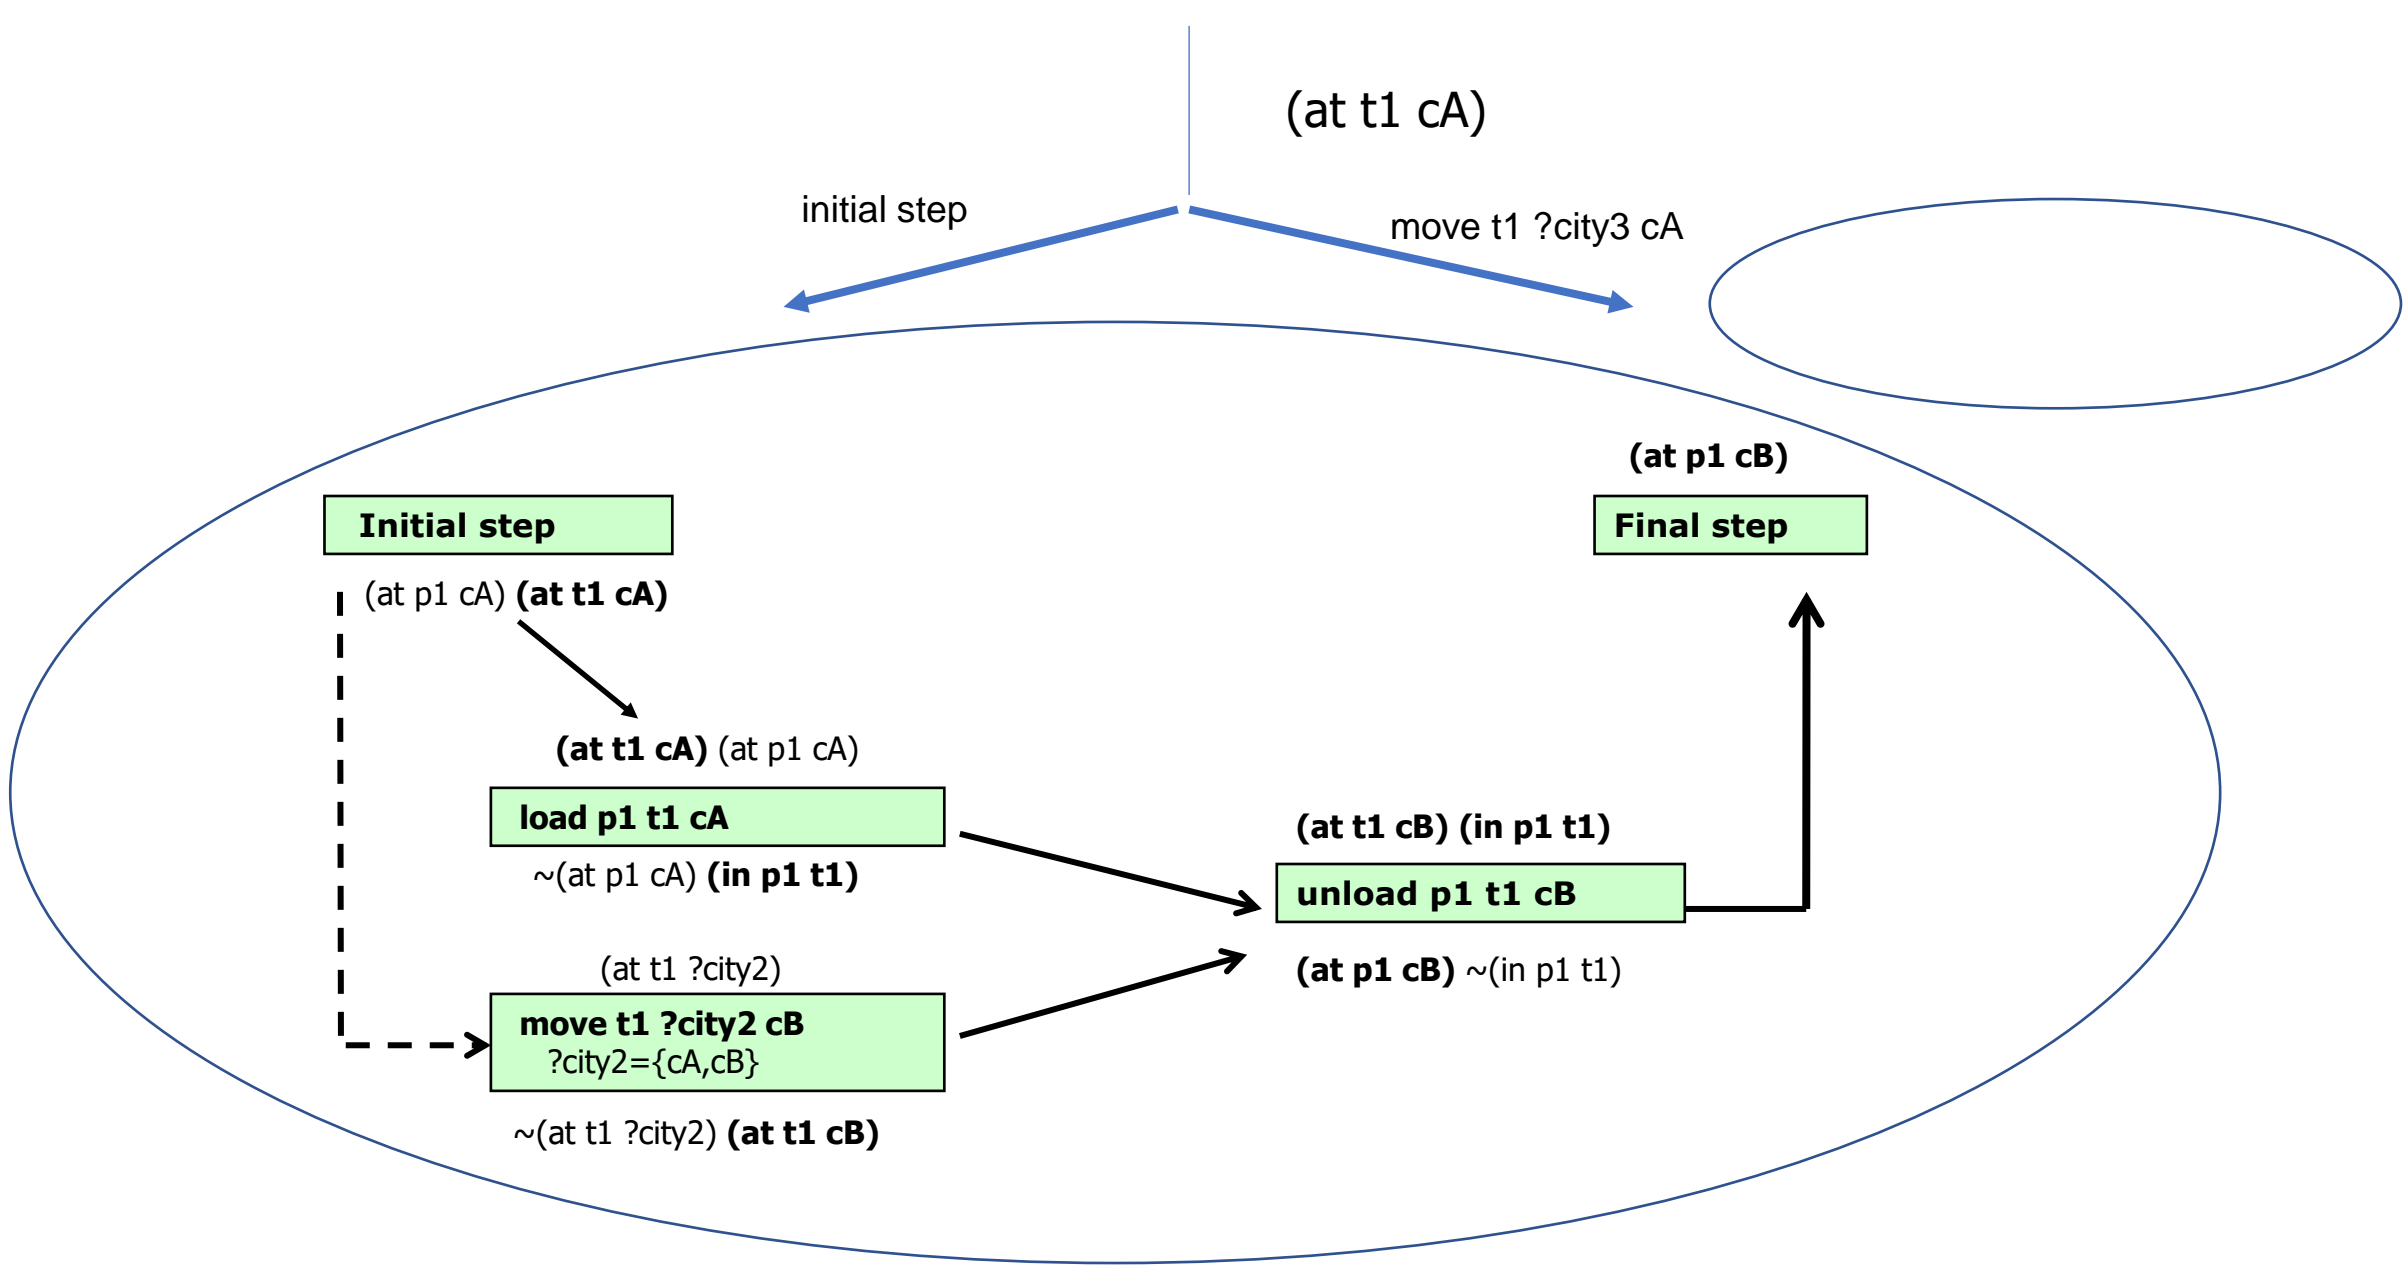 (at t1 cA)
initial step
move t1 ?city3 cA
(at p1 cB)
Initial step
Final step
(at p1 cA) (at t1 cA)
(at t1 cA) (at p1 cA)
load p1 t1 cA
~(at p1 cA) (in p1 t1)
(at t1 cB) (in p1 t1)
unload p1 t1 cB
(at p1 cB) ~(in p1 t1)
(at t1 ?city2)
move t1 ?city2 cB
?city2={cA,cB}
~(at t1 ?city2) (at t1 cB)